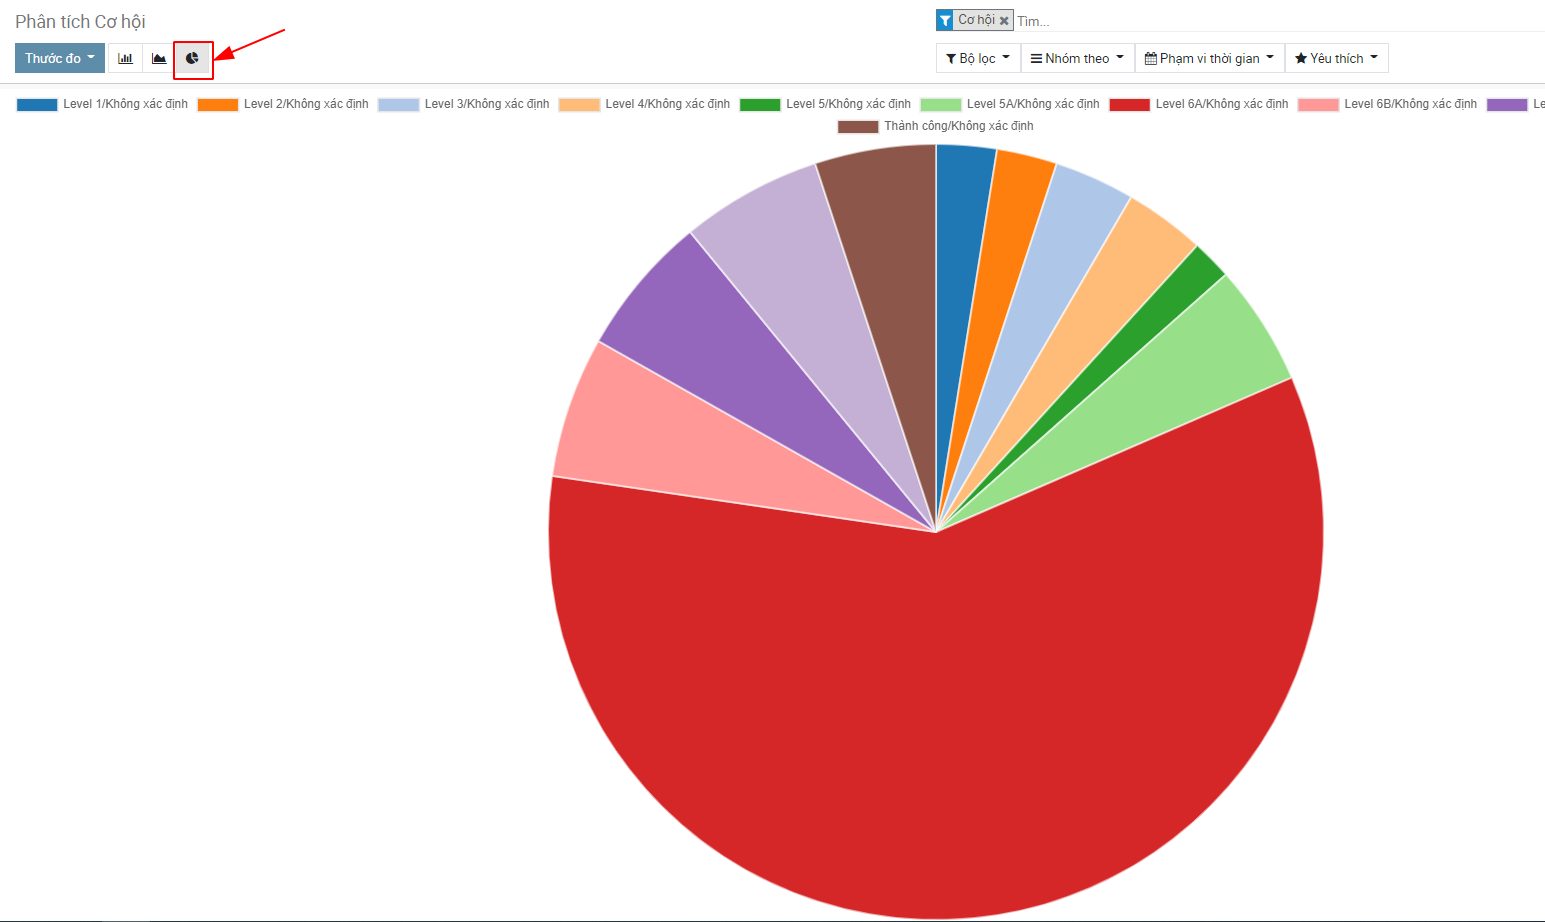 Phân tích Cơ hội
Cơ hội Tìm...
Thước đo
Bộ lọc Nhóm theo Phạm vi thời gian Yêu thích
Level 1/Không xác định Level 2/Không xác định Level 3/Không xác định Level 4/Không xác định Level 5/Không xác định Level 5A/Không xác định Level 6A/Không xác định Level 6B/Không xác định Le
Thành công/Không xác định